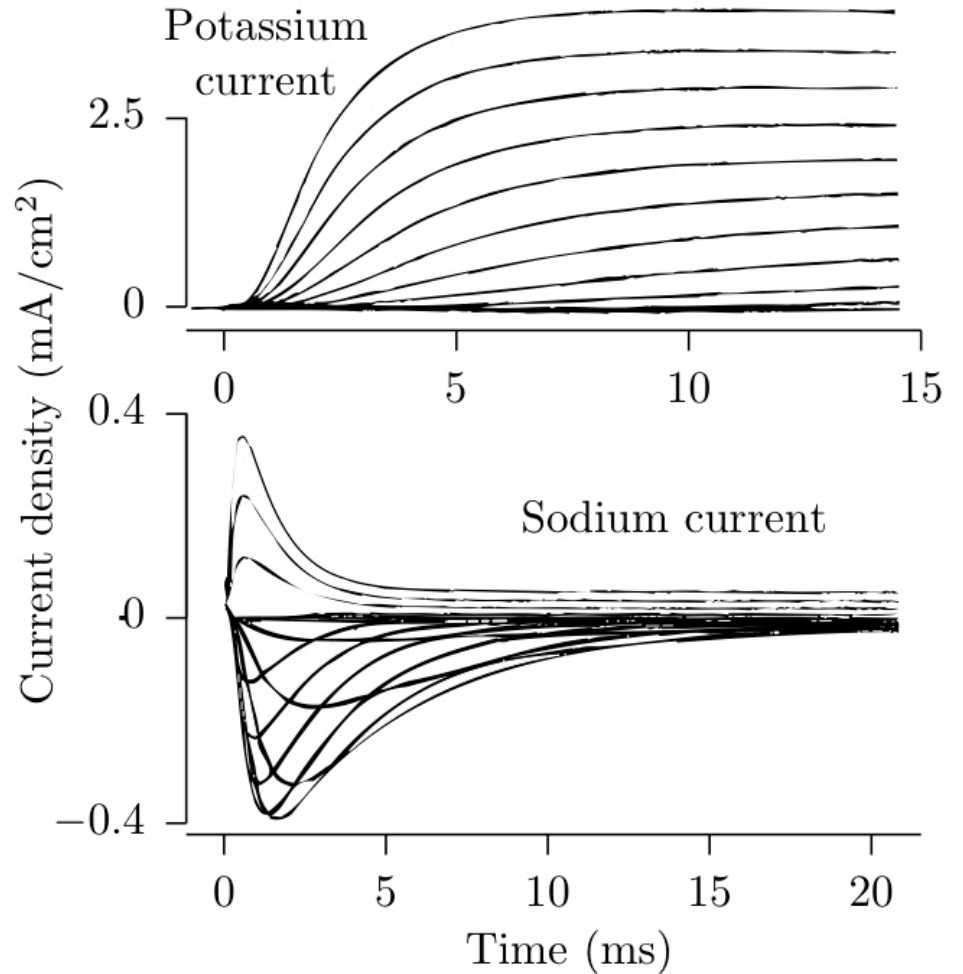 Potassium
current
2.5
0
0 5 10 15
Current density (mA/cm²)
0.4
Sodium current
0
−0.4
0 5 10 15 20
Time (ms)